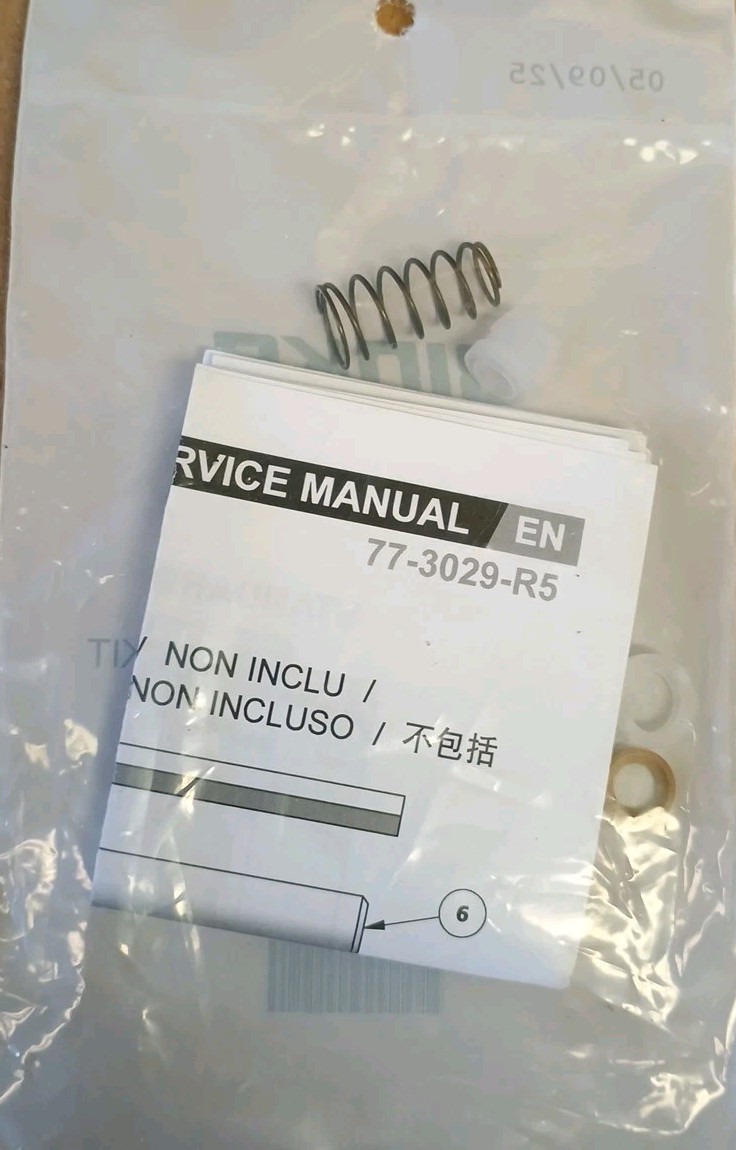 05/09/25
RVICE MANUAL EN
77-3029-R5
/ NON INCLU /
NON INCLUSO / 不包括
KIT
6